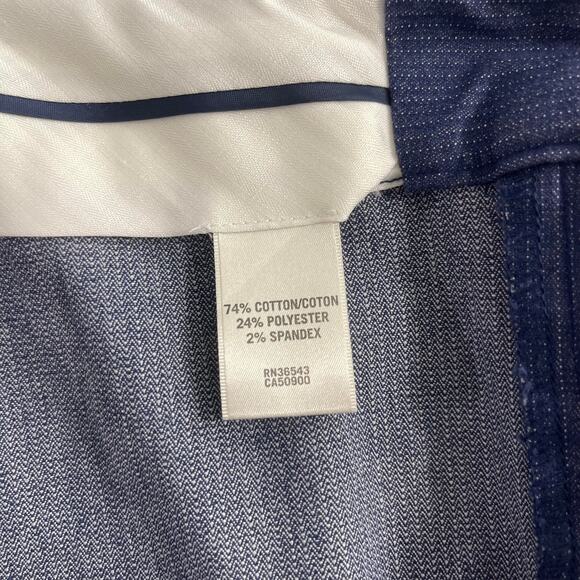 74% COTTON/COTON
24% POLYESTER
2% SPANDEX
RN36543
CA50900